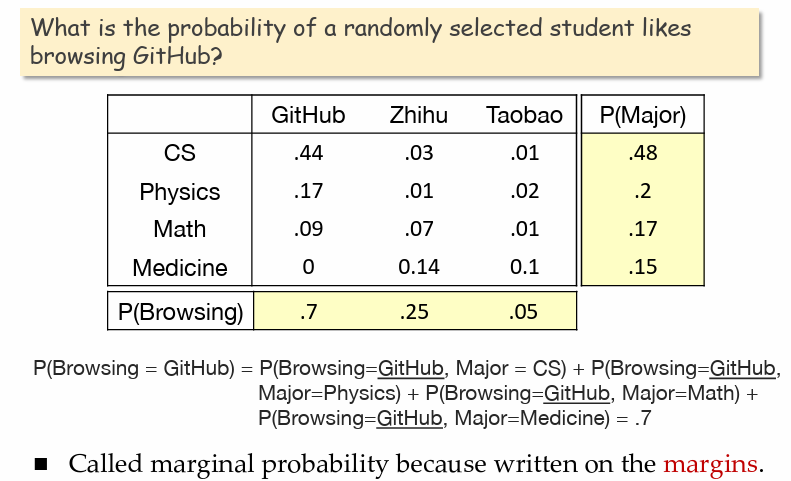 What is the probability of a randomly selected student likes
browsing GitHub?
GitHub Zhihu Taobao P(Major)
CS .44 .03 .01 .48
Physics .17 .01 .02 .2
Math .09 .07 .01 .17
Medicine 0 0.14 0.1 .15
P(Browsing) .7 .25 .05
P(Browsing = GitHub) = P(Browsing=GitHub, Major = CS) + P(Browsing=GitHub,
Major=Physics) + P(Browsing=GitHub, Major=Math) +
P(Browsing=GitHub, Major=Medicine) = .7
■ Called marginal probability because written on the margins.